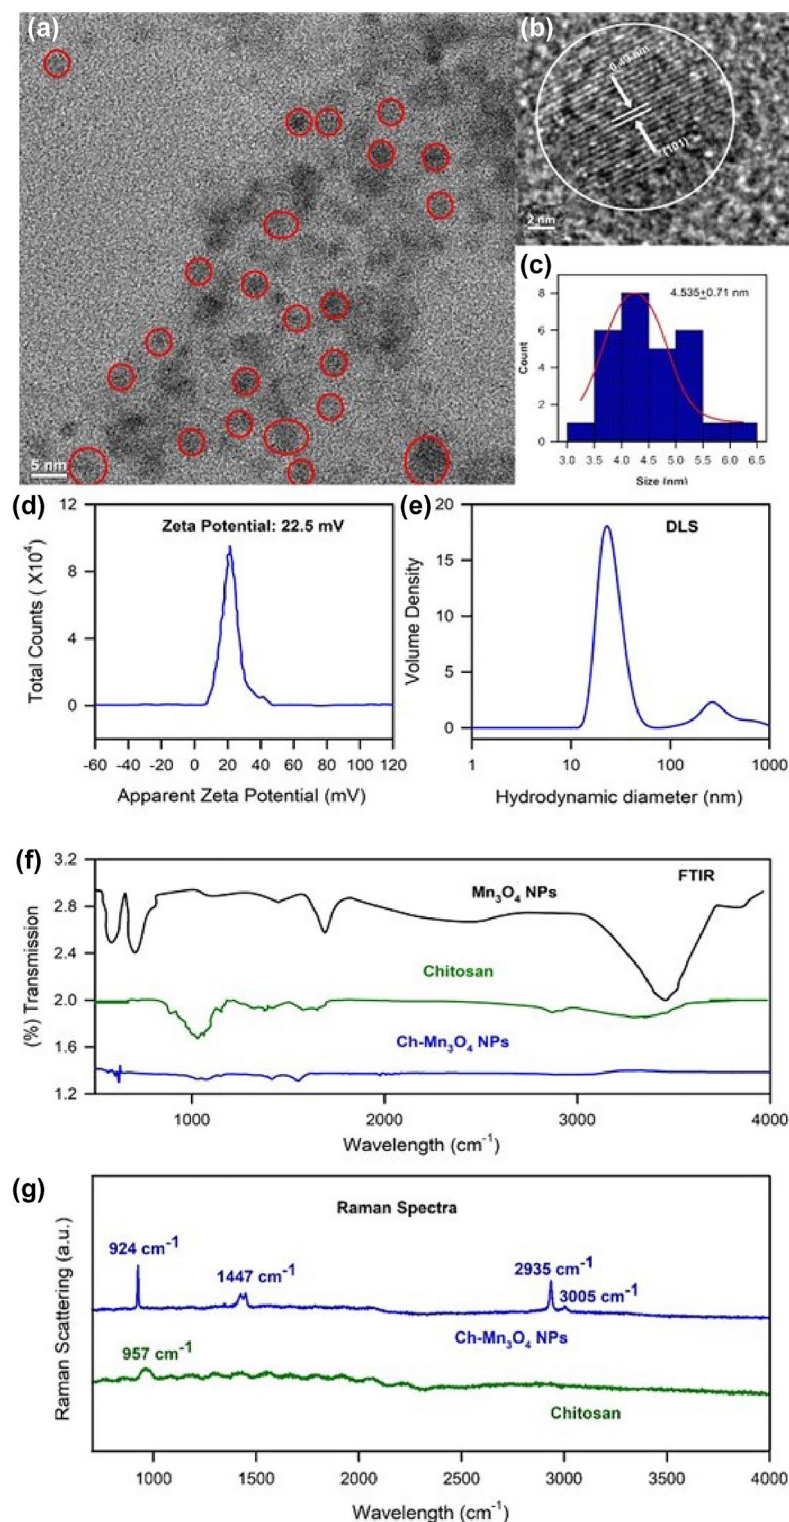 (a)
5 nm
(b)
0.49 nm
(101)
2 nm
(c)
4.535±0.71 nm
Count
8
6
4
2
0
3.0 3.5 4.0 4.5 5.0 5.5 6.0 6.5
Size (nm)
(d)
Zeta Potential: 22.5 mV
Total Counts ( X10⁴)
12
8
4
0
-60 -40 -20 0 20 40 60 80 100 120
Apparent Zeta Potential (mV)
(e)
DLS
Volume Density
20
15
10
5
0
1 10 100 1000
Hydrodynamic diameter (nm)
(f)
FTIR
Mn₃O₄ NPs
Chitosan
Ch-Mn₃O₄ NPs
(%) Transmission
3.2
2.8
2.4
2.0
1.6
1.2
1000 2000 3000 4000
Wavelength (cm⁻¹)
(g)
Raman Spectra
924 cm⁻¹
1447 cm⁻¹
2935 cm⁻¹
3005 cm⁻¹
Ch-Mn₃O₄ NPs
957 cm⁻¹
Chitosan
Raman Scattering (a.u.)
1000 1500 2000 2500 3000 3500 4000
Wavelength (cm⁻¹)